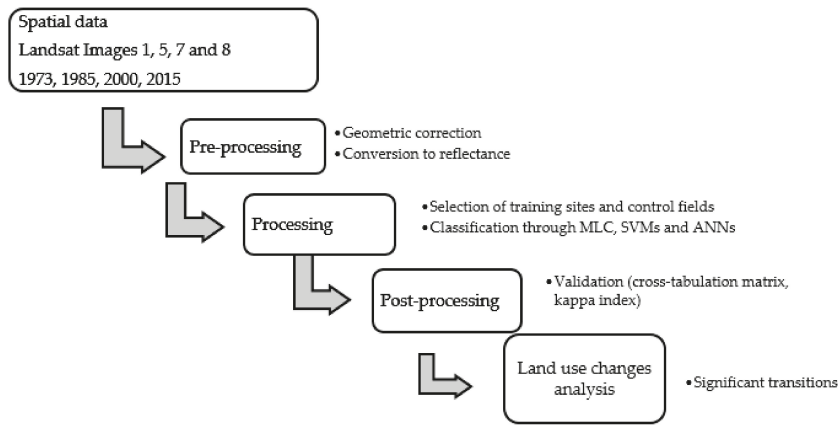 Spatial data
Landsat Images 1, 5, 7 and 8
1973, 1985, 2000, 2015
Pre-processing
•Geometric correction
•Conversion to reflectance
Processing
•Selection of training sites and control fields
•Classification through MLC, SVMs and ANNs
Post-processing
•Validation (cross-tabulation matrix,
kappa index)
Land use changes
analysis
•Significant transitions